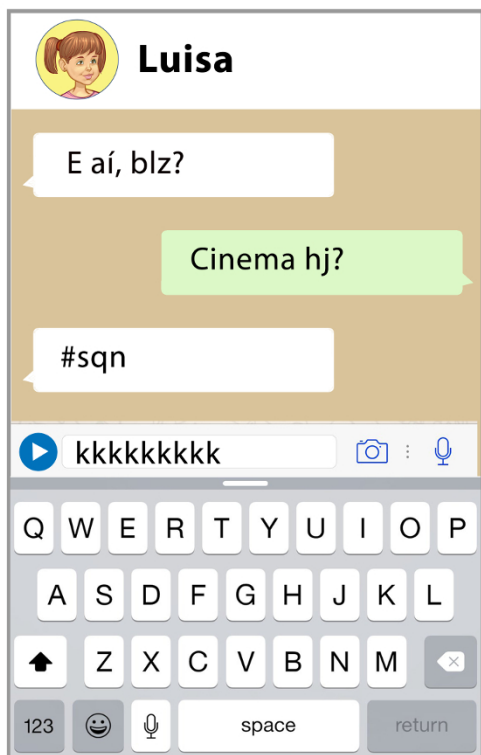 Luisa
E aí, blz?
Cinema hj?
#sqn
kkkkkkkkk
Q W E R T Y U I O P
A S D F G H J K L
Z X C V B N M
123 space return